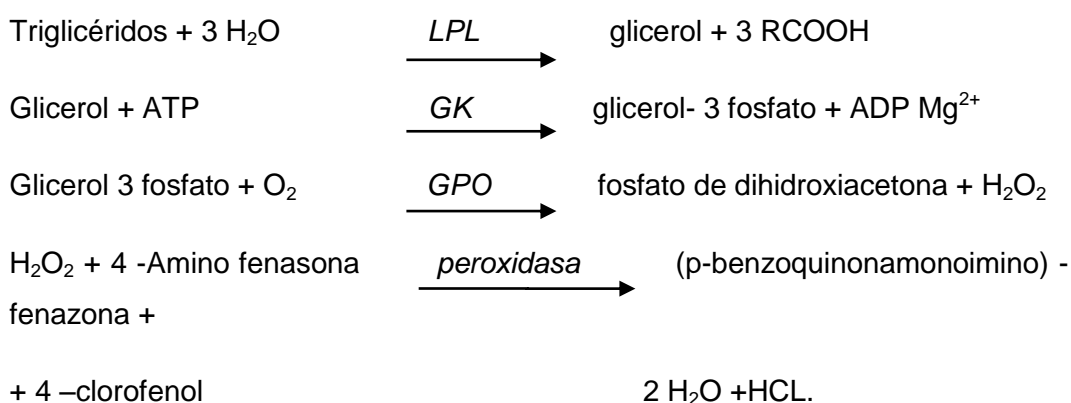 Triglicéridos + 3 H₂O LPL glicerol + 3 RCOOH
Glicerol + ATP GK glicerol- 3 fosfato + ADP Mg²⁺
Glicerol 3 fosfato + O₂ GPO fosfato de dihidroxiacetona + H₂O₂
H₂O₂ + 4 -Amino fenasona peroxidasa (p-benzoquinonamonoimino) -
fenazona +
+ 4 –clorofenol 2 H₂O +HCL.